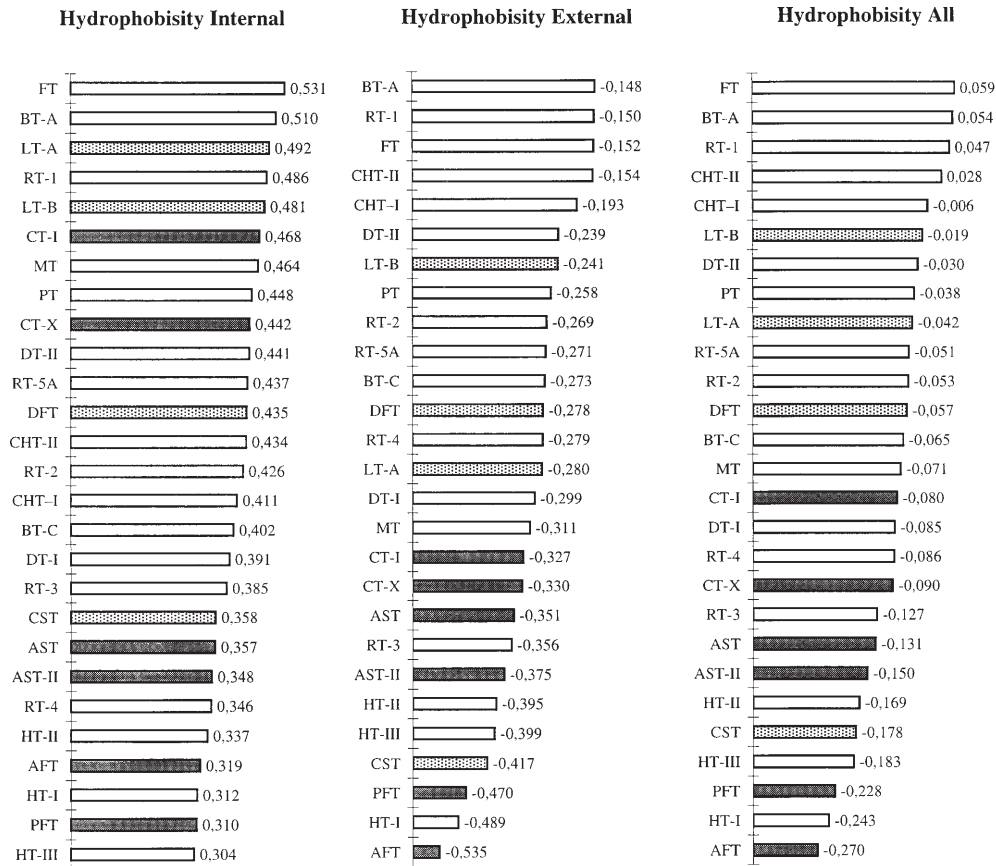 Hydrophobisity Internal
FT 0,531
BT-A 0,510
LT-A 0,492
RT-1 0,486
LT-B 0,481
CT-I 0,468
MT 0,464
PT 0,448
CT-X 0,442
DT-II 0,441
RT-5A 0,437
DFT 0,435
CHT-II 0,434
RT-2 0,426
CHT–I 0,411
BT-C 0,402
DT-I 0,391
RT-3 0,385
CST 0,358
AST 0,357
AST-II 0,348
RT-4 0,346
HT-II 0,337
AFT 0,319
HT-I 0,312
PFT 0,310
HT-III 0,304
Hydrophobisity External
BT-A -0,148
RT-1 -0,150
FT -0,152
CHT-II -0,154
CHT–I -0,193
DT-II -0,239
LT-B -0,241
PT -0,258
RT-2 -0,269
RT-5A -0,271
BT-C -0,273
DFT -0,278
RT-4 -0,279
LT-A -0,280
DT-I -0,299
MT -0,311
CT-I -0,327
CT-X -0,330
AST -0,351
RT-3 -0,356
AST-II -0,375
HT-II -0,395
HT-III -0,399
CST -0,417
PFT -0,470
HT-I -0,489
AFT -0,535
Hydrophobisity All
FT 0,059
BT-A 0,054
RT-1 0,047
CHT-II 0,028
CHT–I -0,006
LT-B -0,019
DT-II -0,030
PT -0,038
LT-A -0,042
RT-5A -0,051
RT-2 -0,053
DFT -0,057
BT-C -0,065
MT -0,071
CT-I -0,080
DT-I -0,085
RT-4 -0,086
CT-X -0,090
RT-3 -0,127
AST -0,131
AST-II -0,150
HT-II -0,169
CST -0,178
HT-III -0,183
PFT -0,228
HT-I -0,243
AFT -0,270